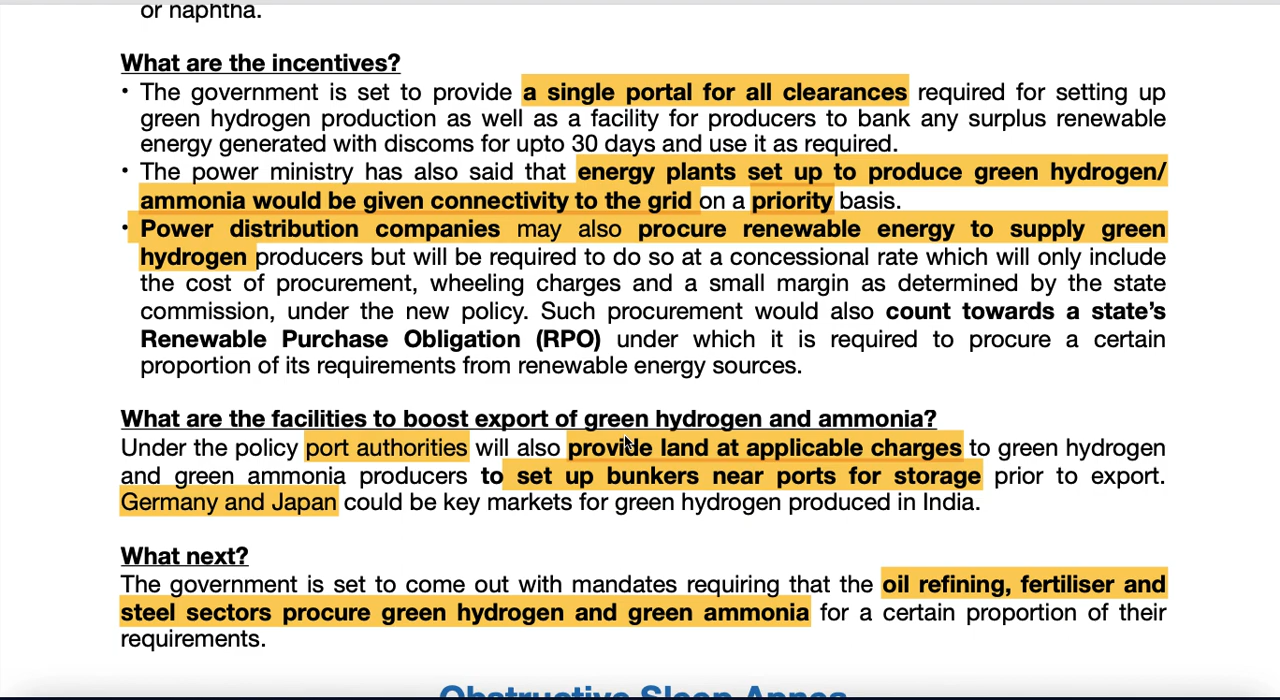 or naphtha.
What are the incentives?
• The government is set to provide a single portal for all clearances required for setting up
green hydrogen production as well as a facility for producers to bank any surplus renewable
energy generated with discoms for upto 30 days and use it as required.
• The power ministry has also said that energy plants set up to produce green hydrogen/
ammonia would be given connectivity to the grid on a priority basis.
• Power distribution companies may also procure renewable energy to supply green
hydrogen producers but will be required to do so at a concessional rate which will only include
the cost of procurement, wheeling charges and a small margin as determined by the state
commission, under the new policy. Such procurement would also count towards a state's
Renewable Purchase Obligation (RPO) under which it is required to procure a certain
proportion of its requirements from renewable energy sources.
What are the facilities to boost export of green hydrogen and ammonia?
Under the policy port authorities will also provide land at applicable charges to green hydrogen
and green ammonia producers to set up bunkers near ports for storage prior to export.
Germany and Japan could be key markets for green hydrogen produced in India.
What next?
The government is set to come out with mandates requiring that the oil refining, fertiliser and
steel sectors procure green hydrogen and green ammonia for a certain proportion of their
requirements.
Obstructive Sleep Apnea